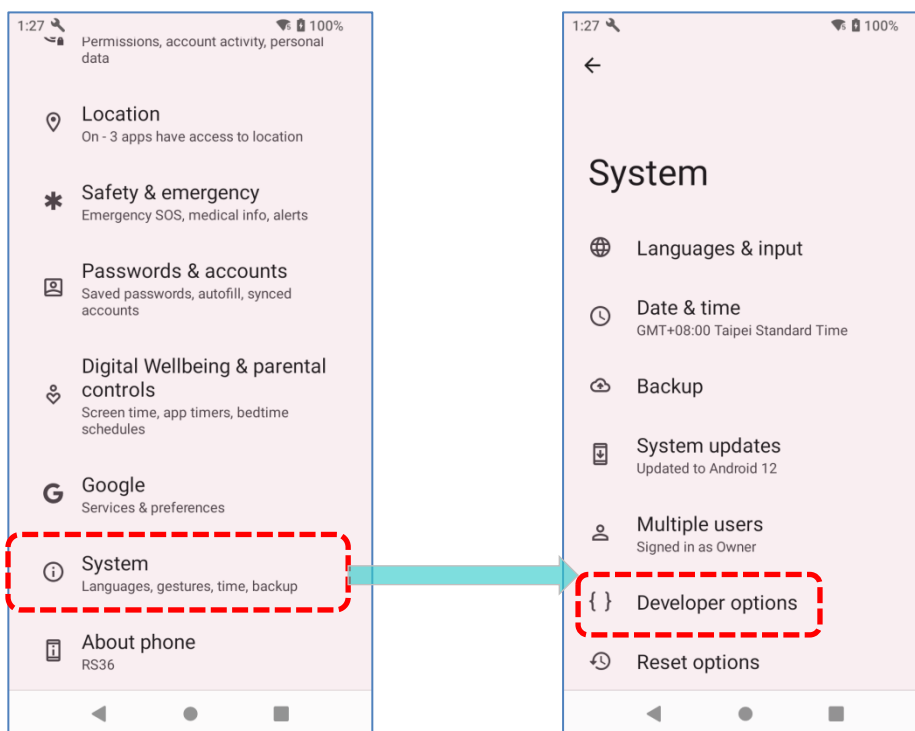 1:27 100%
Permissions, account activity, personal
data
Location
On - 3 apps have access to location
Safety & emergency
Emergency SOS, medical info, alerts
Passwords & accounts
Saved passwords, autofill, synced
accounts
Digital Wellbeing & parental
controls
Screen time, app timers, bedtime
schedules
Google
Services & preferences
System
Languages, gestures, time, backup
About phone
RS36
1:27 100%
System
Languages & input
Date & time
GMT+08:00 Taipei Standard Time
Backup
System updates
Updated to Android 12
Multiple users
Signed in as Owner
{ } Developer options
Reset options